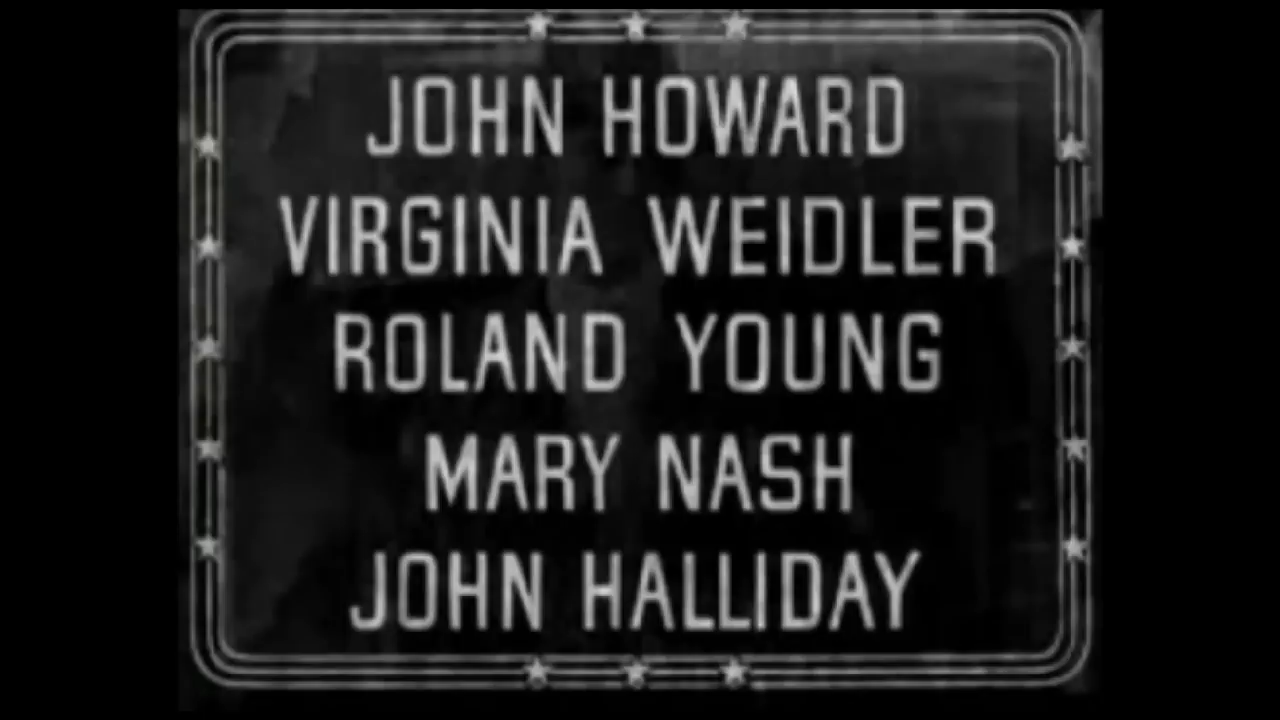 JOHN HOWARD
VIRGINIA WEIDLER
ROLAND YOUNG
MARY NASH
JOHN HALLIDAY